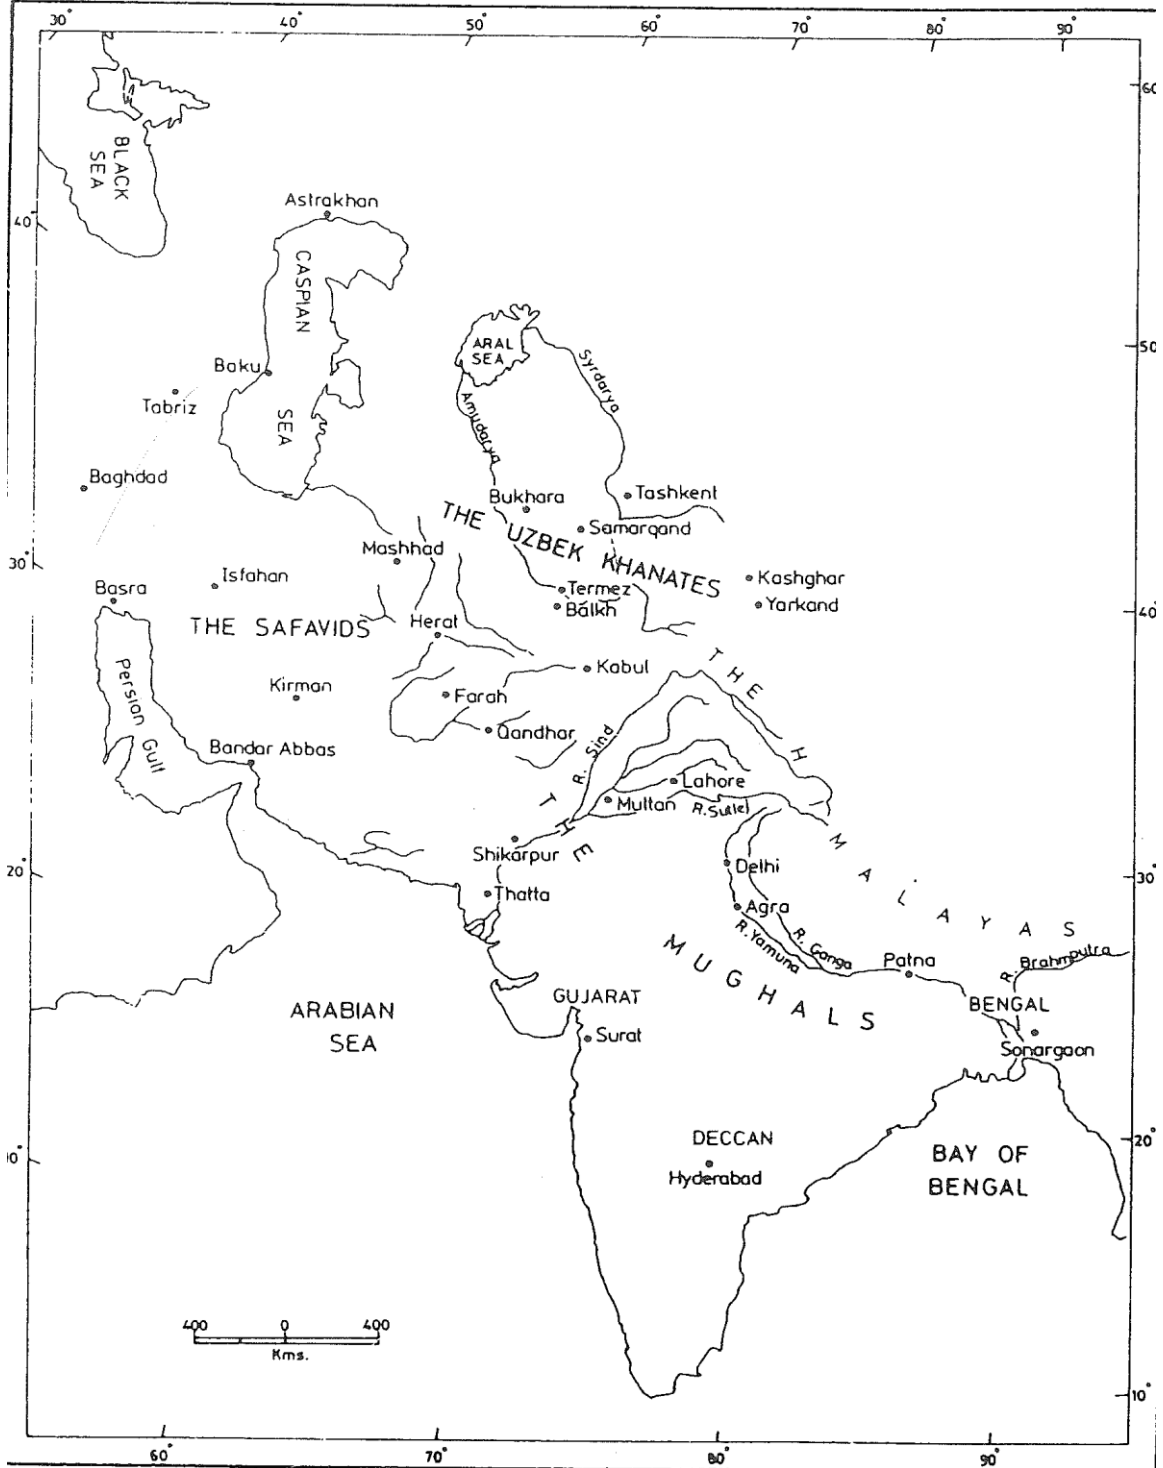 30° 40° 50° 60° 70° 80° 90°
60
BLACK
SEA
Astrakhan
40°
CASPIAN
SEA
ARAL
SEA
50°
Syrdarya
Baku
Tabriz
Amudarya
Baghdad
Bukhara
Tashkent
THE UZBEK KHANATES
Samarqand
Mashhad
30°
Isfahan
Kashghar
Basra
Termez
Yarkand
Balkh
40°
THE SAFAVIDS
Herat
Persian Gulf
Kabul
THE HIMALAYAS
Kirman
Farah
Qandhar
R. Sind
Bandar Abbas
Lahore
Multan
R. Sutlej
THE
Shikarpur
Delhi
20°
30°
Thatta
Agra
R. Yamuna
R. Ganga
MUGHALS
Patna
R. Brahmputra
GUJARAT
BENGAL
ARABIAN
SEA
Surat
Sonargaon
DECCAN
20°
Hyderabad
BAY OF
BENGAL
0°
400 0 400
Kms.
10°
60° 70° 80° 90°